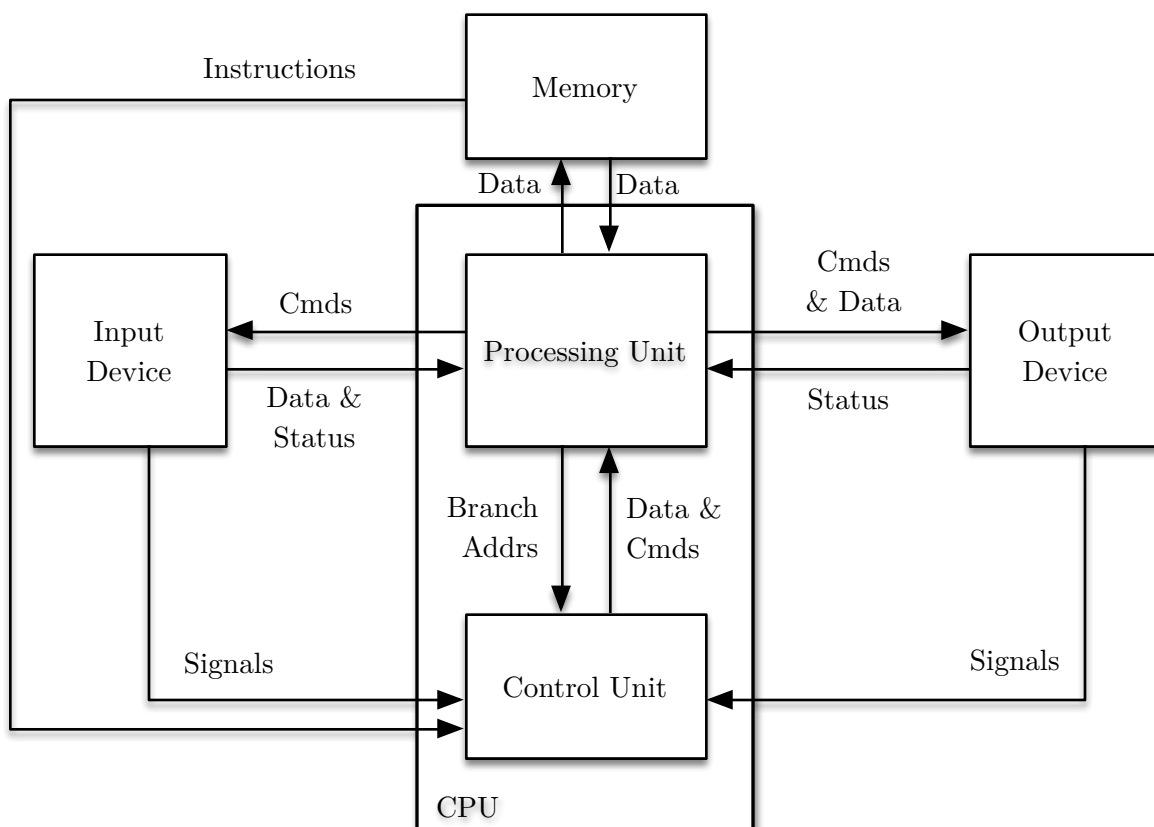 Instructions
Memory
Data
Data
Cmds
Cmds
& Data
Input
Device
Processing Unit
Output
Device
Data &
Status
Status
Branch
Addrs
Data &
Cmds
Signals
Control Unit
Signals
CPU